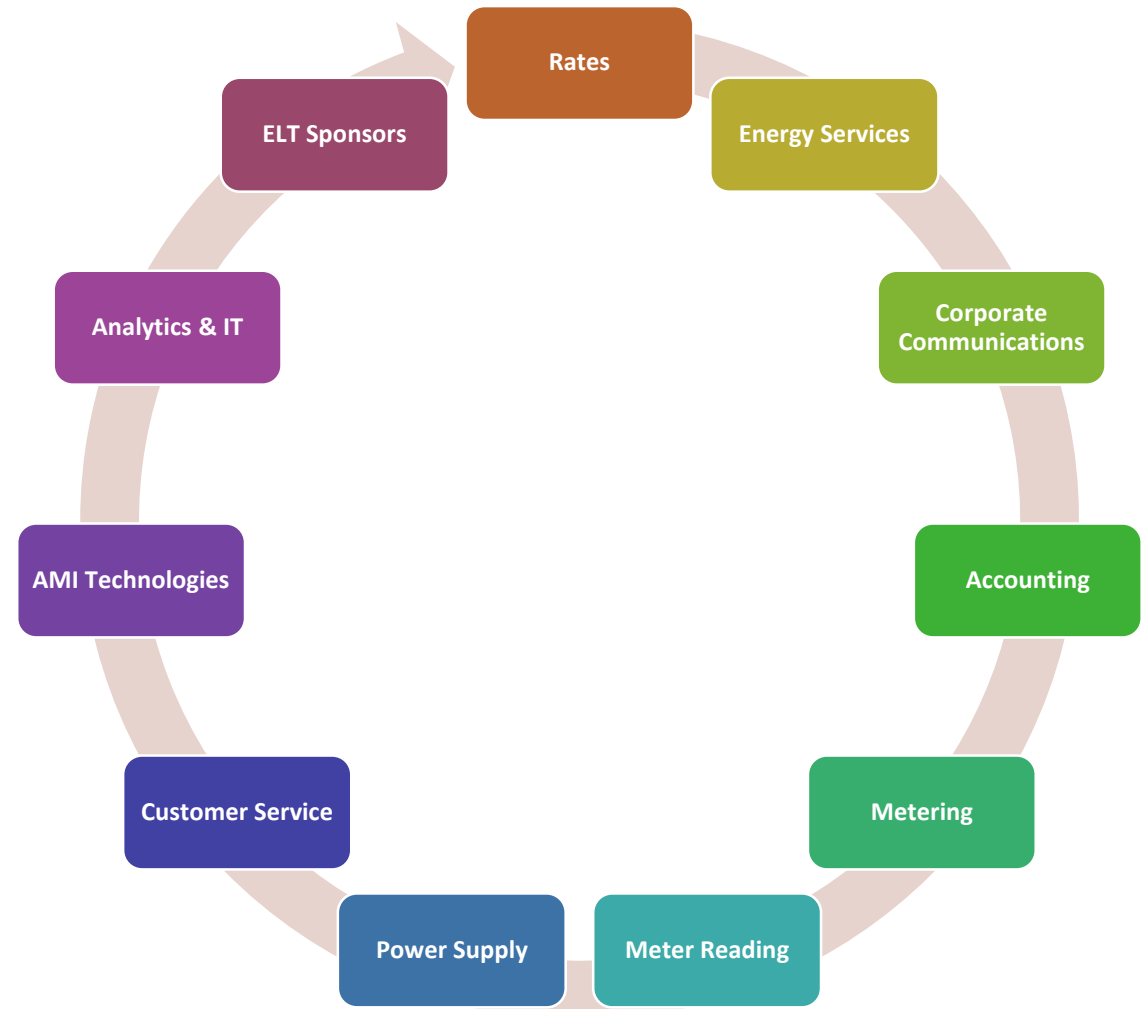 Rates
Energy Services
Corporate
Communications
Accounting
Metering
Meter Reading
Power Supply
Customer Service
AMI Technologies
Analytics & IT
ELT Sponsors